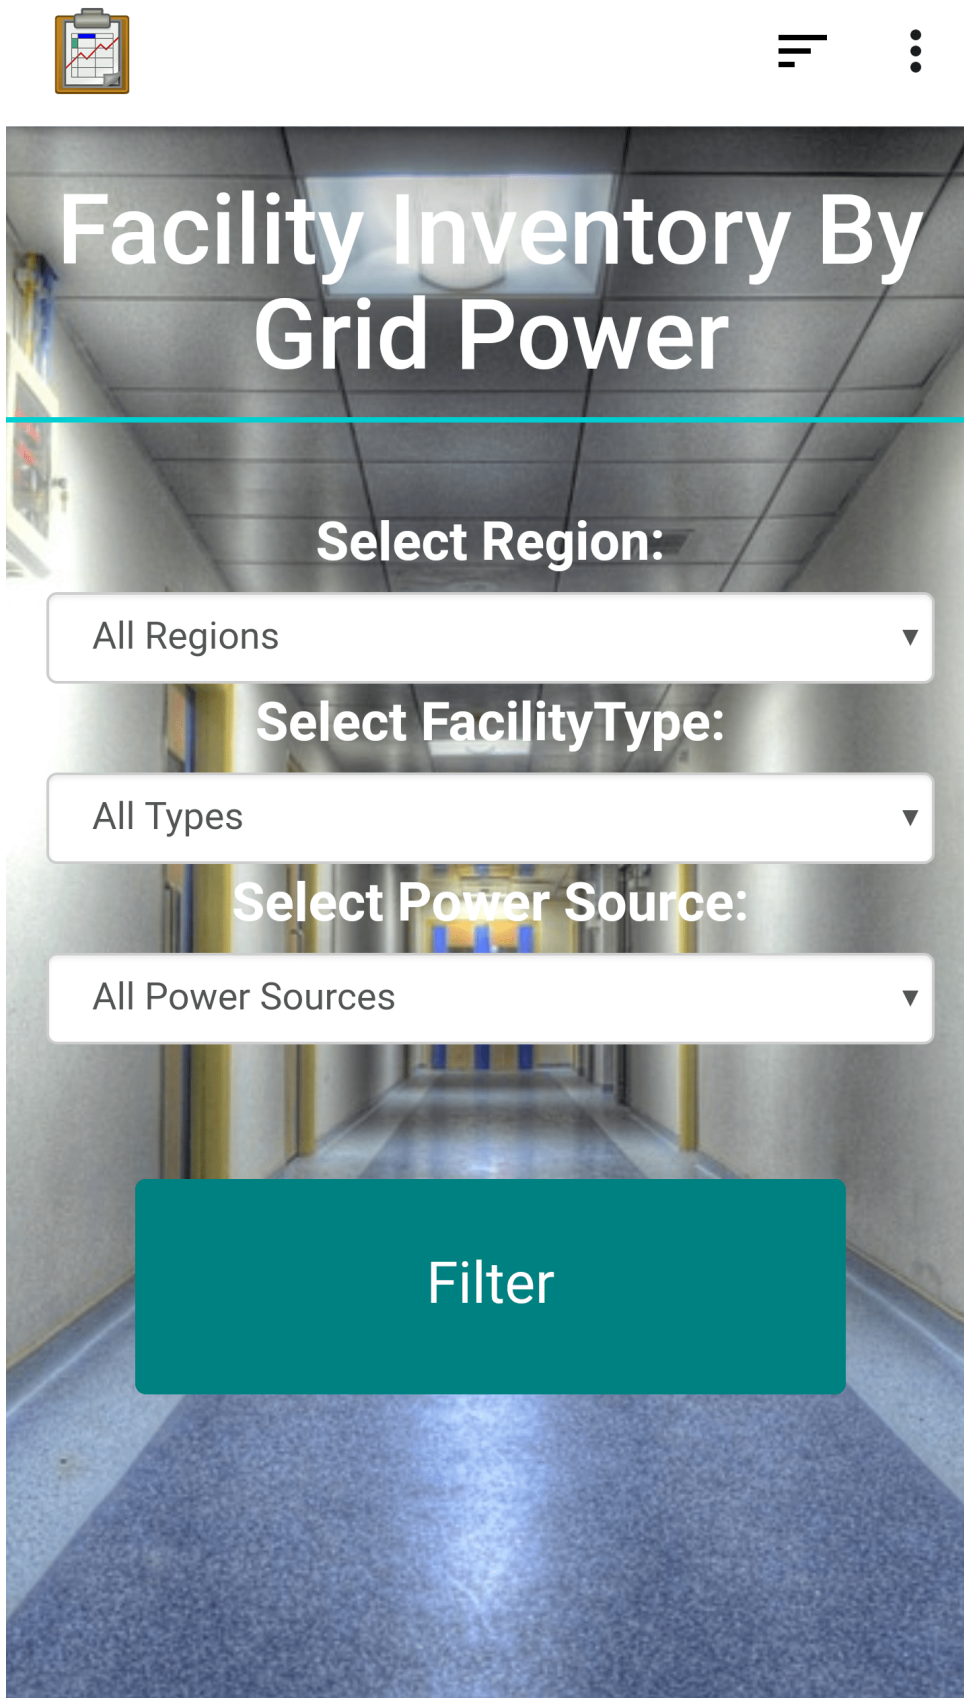 Facility Inventory By
Grid Power
Select Region:
All Regions
Select FacilityType:
All Types
Select Power Source:
All Power Sources
Filter